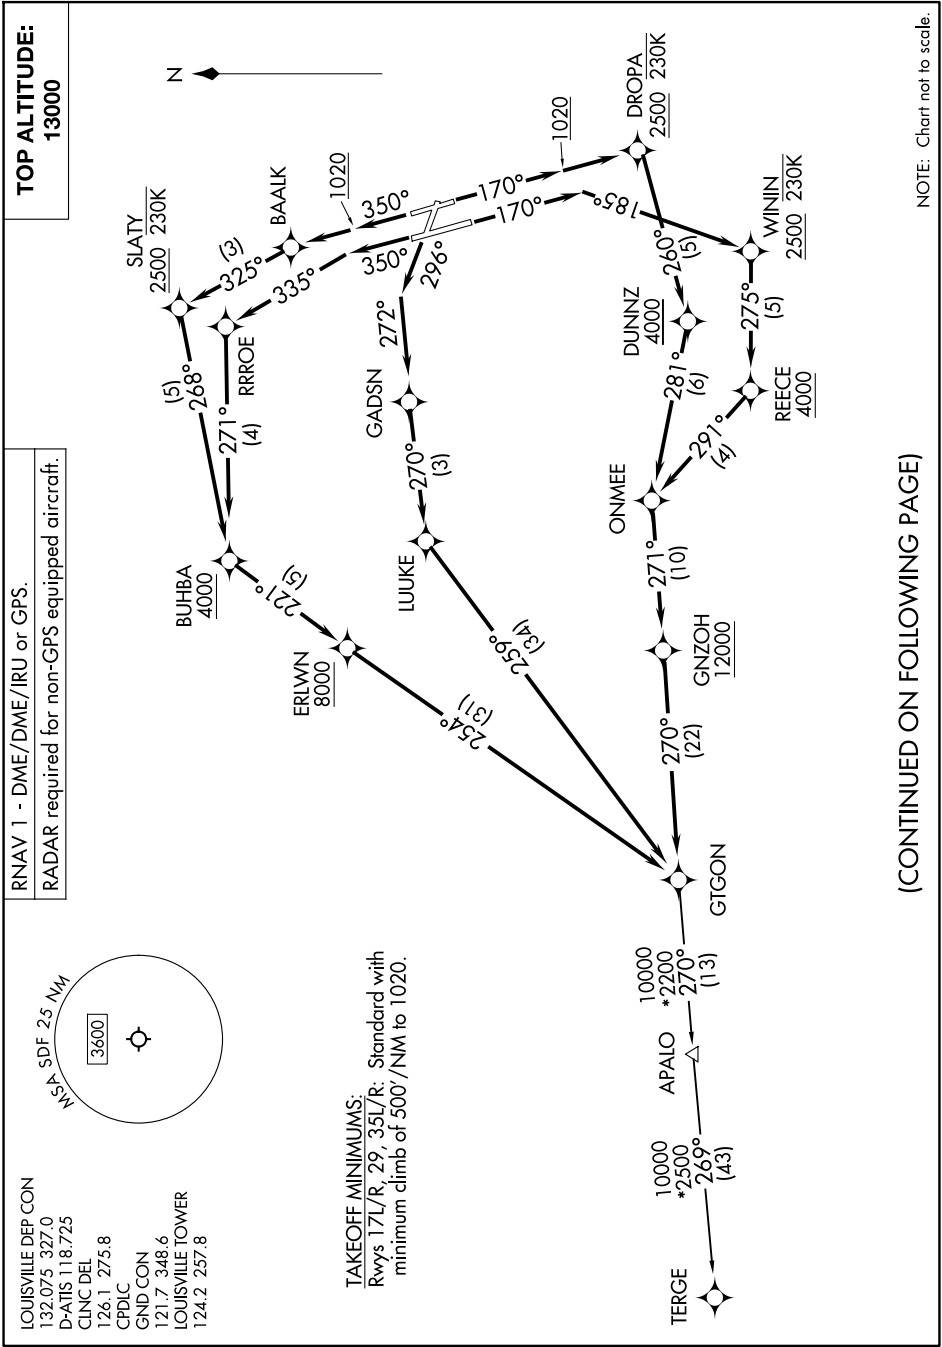 TOP ALTITUDE:
13000
RNAV 1 - DME/DME/IRU or GPS.
RADAR required for non-GPS equipped aircraft.
LOUISVILLE DEP CON
132.075 327.0
D-ATIS 118.725
CLNC DEL
126.1 275.8
CPDLC
GND CON
121.7 348.6
LOUISVILLE TOWER
124.2 257.8
MSA SDF 25 NM
3600
N
SLATY
2500 230K
(3)
325°
BAALK
1020
350°
350°
335°
RRROE
(5)
268°
271°
(4)
BUHBA
4000
221°
(5)
ERLWN
8000
254°
(31)
296°
272°
GADSN
270°
(3)
LUUKE
259°
(34)
170°
170°
1020
185°
DROPA
2500 230K
260°
(5)
DUNNZ
4000
281°
(6)
WININ
2500 230K
275°
(5)
REECE
4000
291°
(4)
ONMEE
271°
(10)
GNZOH
12000
270°
(22)
GTGON
10000
*2200
270°
(13)
APALO
10000
*2500
269°
(43)
TERGE
TAKEOFF MINIMUMS:
Rwys 17L/R, 29, 35L/R: Standard with
minimum climb of 500'/NM to 1020.
(CONTINUED ON FOLLOWING PAGE)
NOTE: Chart not to scale.